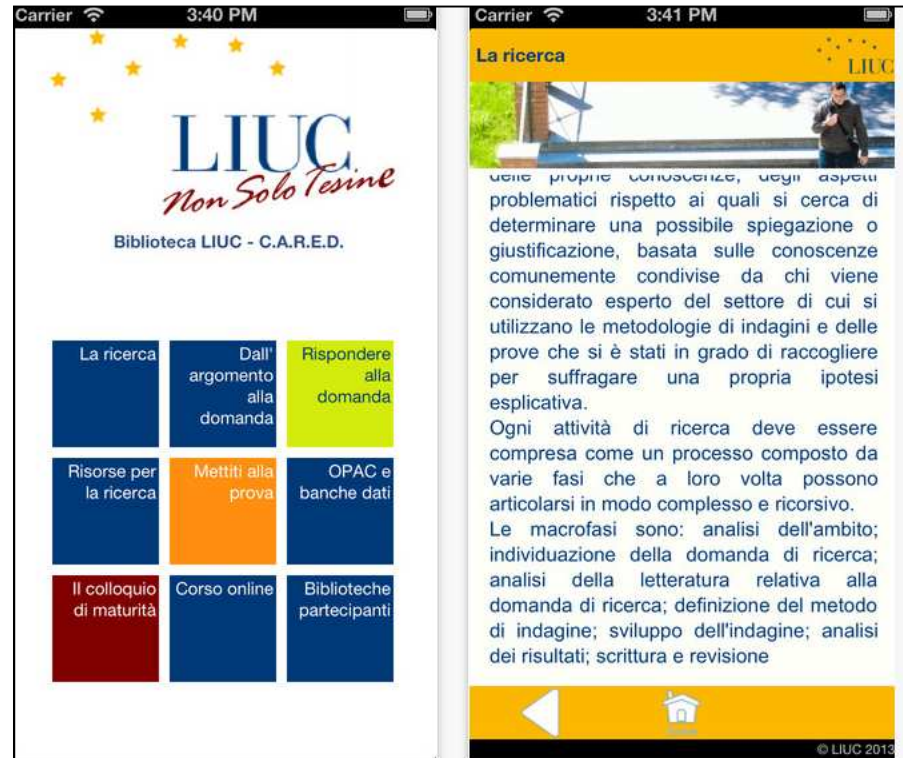 Carrier 3:40 PM
LIUC
Non Solo Tesine
Biblioteca LIUC - C.A.R.E.D.
La ricerca
Dall'
argomento
alla
domanda
Rispondere
alla
domanda
Risorse per
la ricerca
Mettiti alla
prova
OPAC e
banche dati
Il colloquio
di maturità
Corso online
Biblioteche
partecipanti
Carrier 3:41 PM
La ricerca
LIUC
delle proprie conoscenze, degli aspetti
problematici rispetto ai quali si cerca di
determinare una possibile spiegazione o
giustificazione, basata sulle conoscenze
comunemente condivise da chi viene
considerato esperto del settore di cui si
utilizzano le metodologie di indagini e delle
prove che si è stati in grado di raccogliere
per suffragare una propria ipotesi
esplicativa.
Ogni attività di ricerca deve essere
compresa come un processo composto da
varie fasi che a loro volta possono
articolarsi in modo complesso e ricorsivo.
Le macrofasi sono: analisi dell'ambito;
individuazione della domanda di ricerca;
analisi della letteratura relativa alla
domanda di ricerca; definizione del metodo
di indagine; sviluppo dell'indagine; analisi
dei risultati; scrittura e revisione
© LIUC 2013